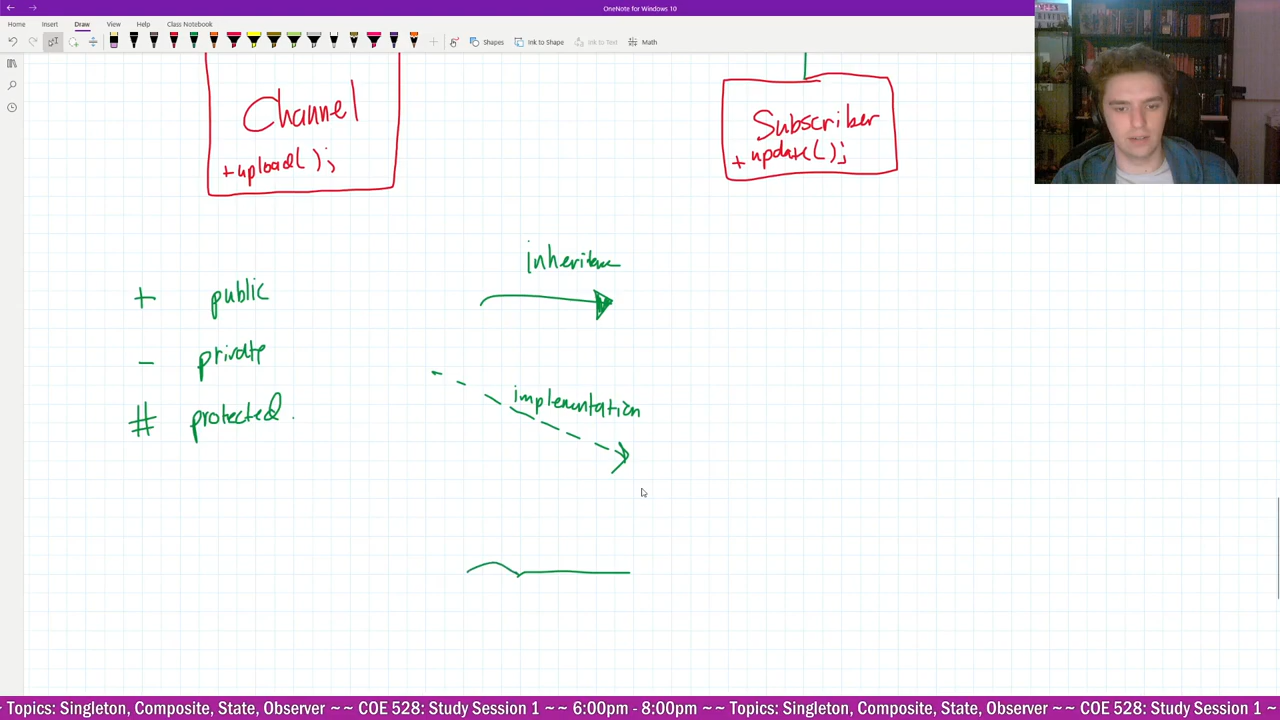 OneNote for Windows 10
Home Insert Draw View Help Class Notebook
Shapes Ink to Shape Ink to Text Math
Channel
+upload();
Subscriber
+update();
inheritance
+ public
- private
implementation
# protected.
~ Topics: Singleton, Composite, State, Observer ~~ COE 528: Study Session 1 ~~ 6:00pm - 8:00pm ~~ Topics: Singleton, Composite, State, Observer ~~ COE 528: Study Session 1 ~